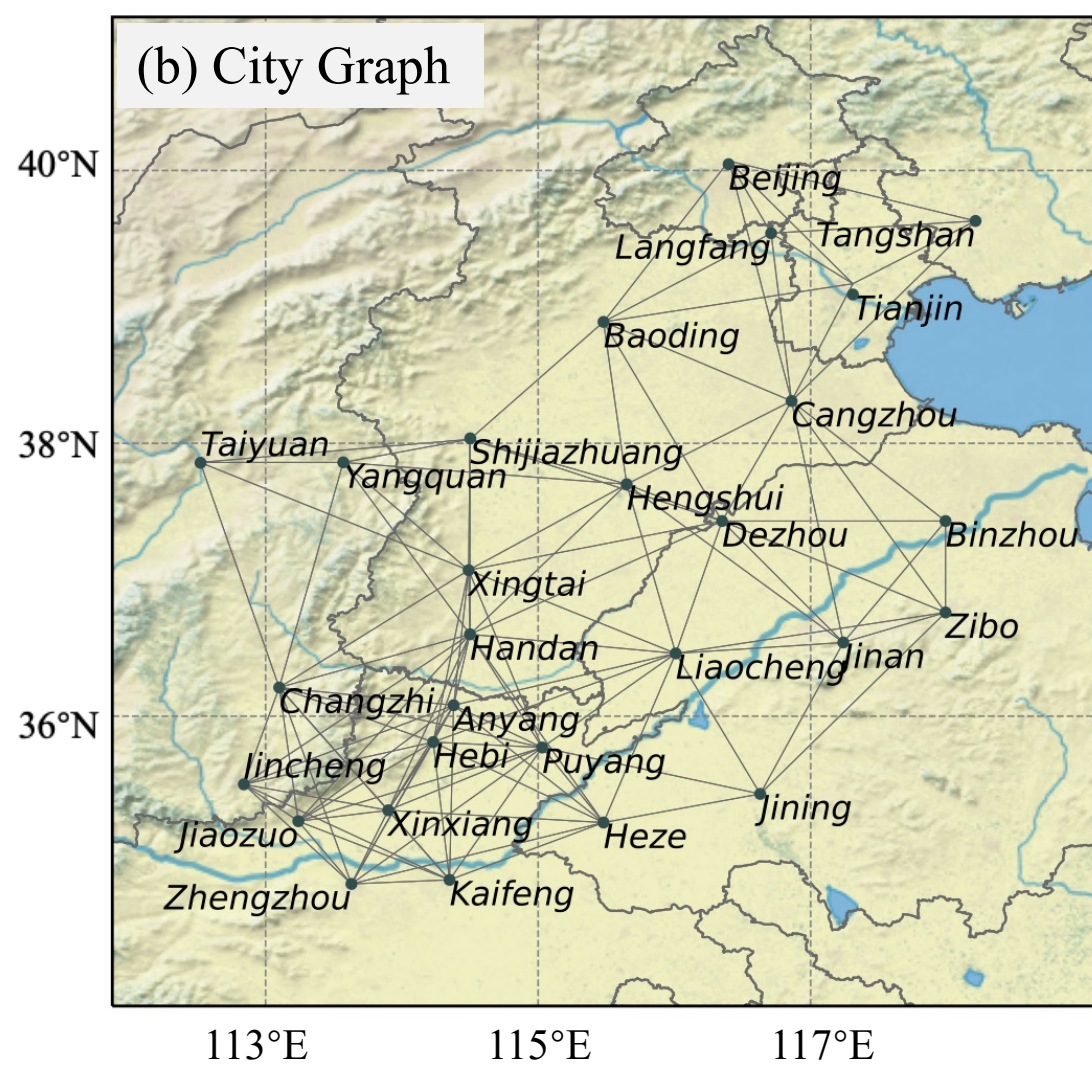 (b) City Graph
40°N
Beijing
Langfang
Tangshan
Tianjin
Baoding
Cangzhou
38°N
Taiyuan
Shijiazhuang
Yangquan
Hengshui
Dezhou
Binzhou
Xingtai
Zibo
Handan
Liaocheng
Jinan
36°N
Changzhi
Anyang
Hebi
Puyang
Jincheng
Jining
Jiaozuo
Xinxiang
Heze
Zhengzhou
Kaifeng
113°E
115°E
117°E